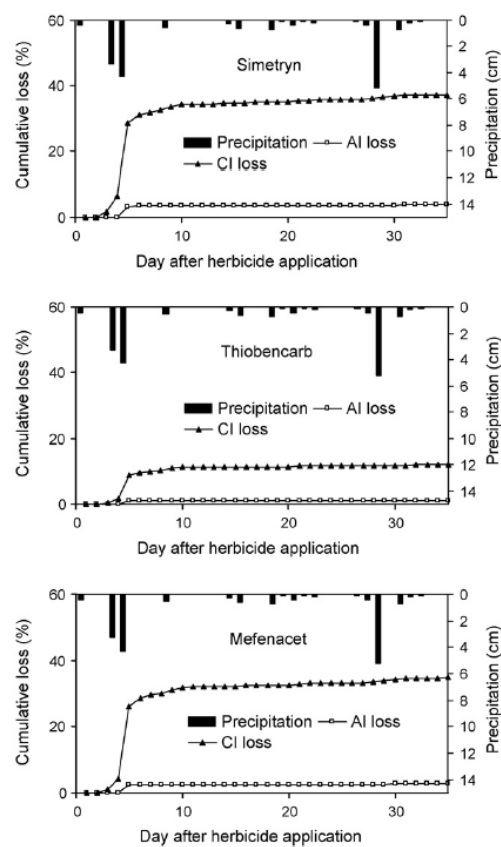 60
40
20
0
Cumulative loss (%)
0
2
4
6
8
10
12
14
Precipitation (cm)
Simetryn
Precipitation
AI loss
CI loss
0
10
20
30
Day after herbicide application
60
40
20
0
Cumulative loss (%)
0
2
4
6
8
10
12
14
Precipitation (cm)
Thiobencarb
Precipitation
AI loss
CI loss
0
10
20
30
Day after herbicide application
60
40
20
0
Cumulative loss (%)
0
2
4
6
8
10
12
14
Precipitation (cm)
Mefenacet
Precipitation
AI loss
CI loss
0
10
20
30
Day after herbicide application